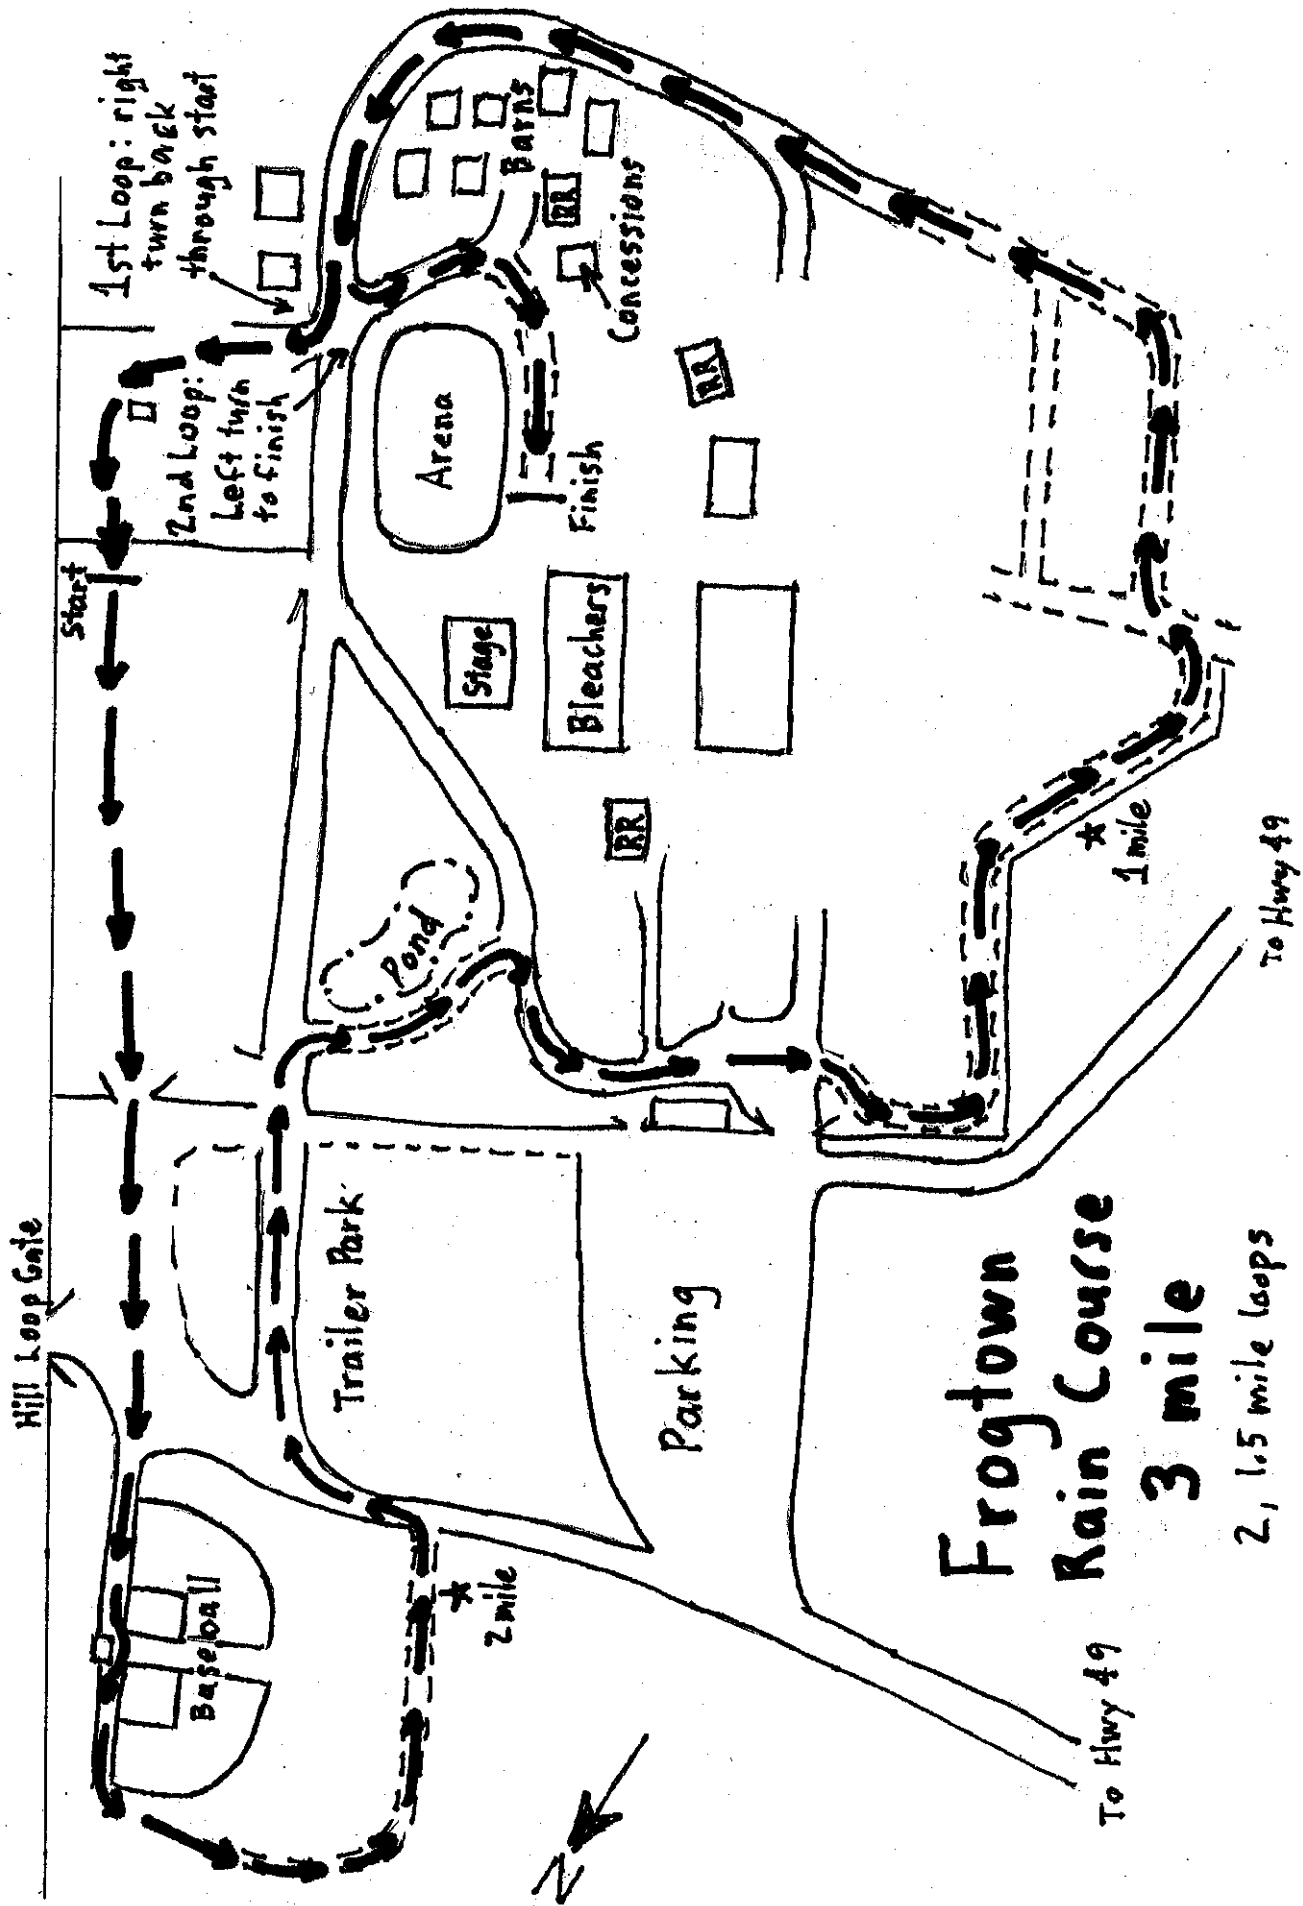 Frogtown
Rain Course
3 mile
2, 1.5 mile Loops
Hill Loop Gate
Start
1st Loop: right
turn back
through start
2nd Loop:
Left turn
to finish
Baseball
Trailer Park
Pond
Arena
Barns
RR
Concessions
Finish
Stage
Bleachers
RR
RR
2 mile
Parking
1 mile
To Hwy 49
To Hwy 49
N